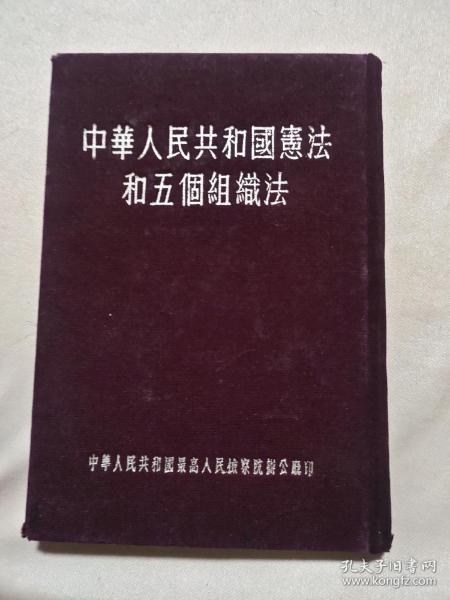 中華人民共和國憲法
和五個組織法
中華人民共和國最高人民檢察院辦公廳印
孔夫子旧书网
www.kongfz.com